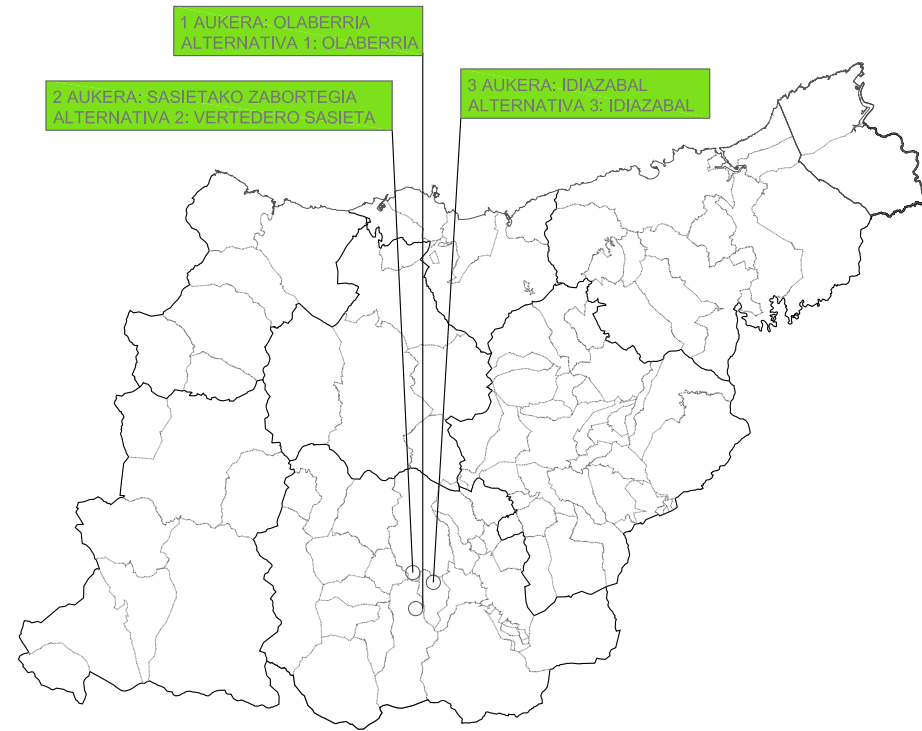 1 AUKERA: OLABERRIA
ALTERNATIVA 1: OLABERRIA
2 AUKERA: SASIETAKO ZABORTEGIA
ALTERNATIVA 2: VERTEDERO SASIETA
3 AUKERA: IDIAZABAL
ALTERNATIVA 3: IDIAZABAL